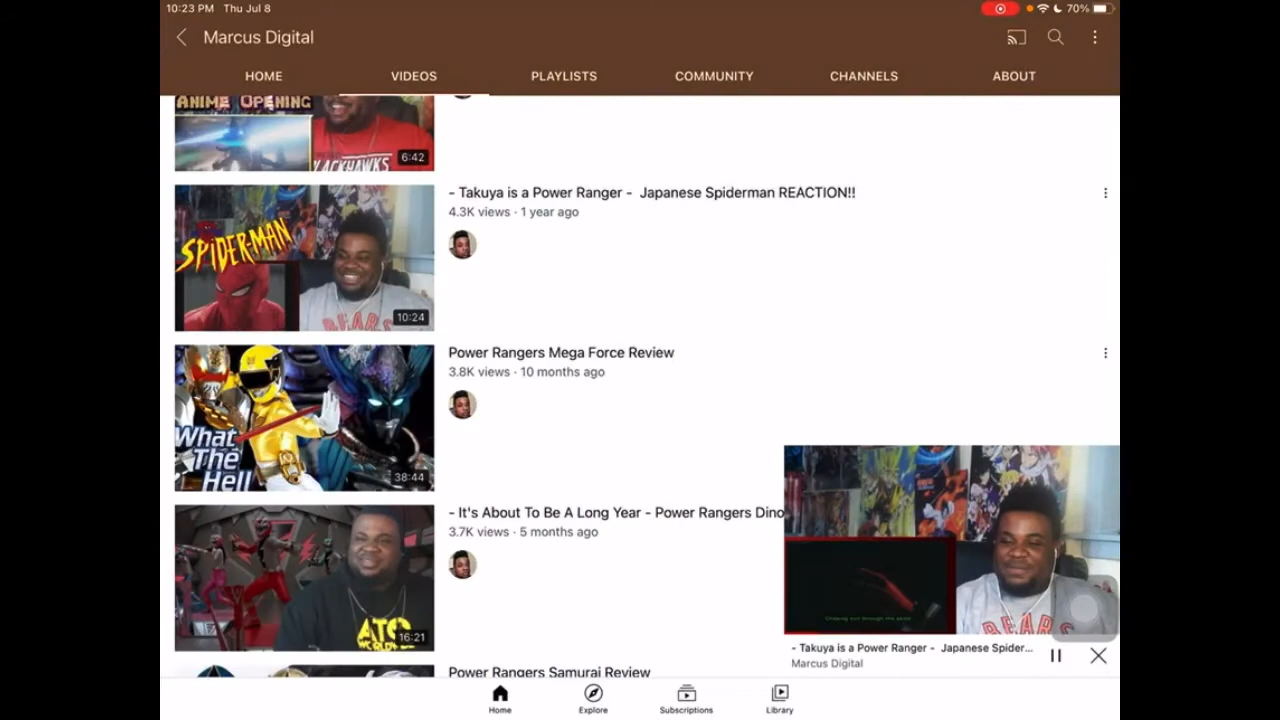 10:23 PM Thu Jul 8
70%
Marcus Digital
HOME VIDEOS PLAYLISTS COMMUNITY CHANNELS ABOUT
ANIME OPENING
BLACKHAWKS
6:42
- Takuya is a Power Ranger - Japanese Spiderman REACTION!!
4.3K views · 1 year ago
SPIDER-MAN
BEARS
10:24
Power Rangers Mega Force Review
3.8K views · 10 months ago
What
The
Hell
38:44
- It's About To Be A Long Year - Power Rangers Dino
3.7K views · 5 months ago
16:21
BEARS
- Takuya is a Power Ranger - Japanese Spider...
Marcus Digital
Power Rangers Samurai Review
Home Explore Subscriptions Library